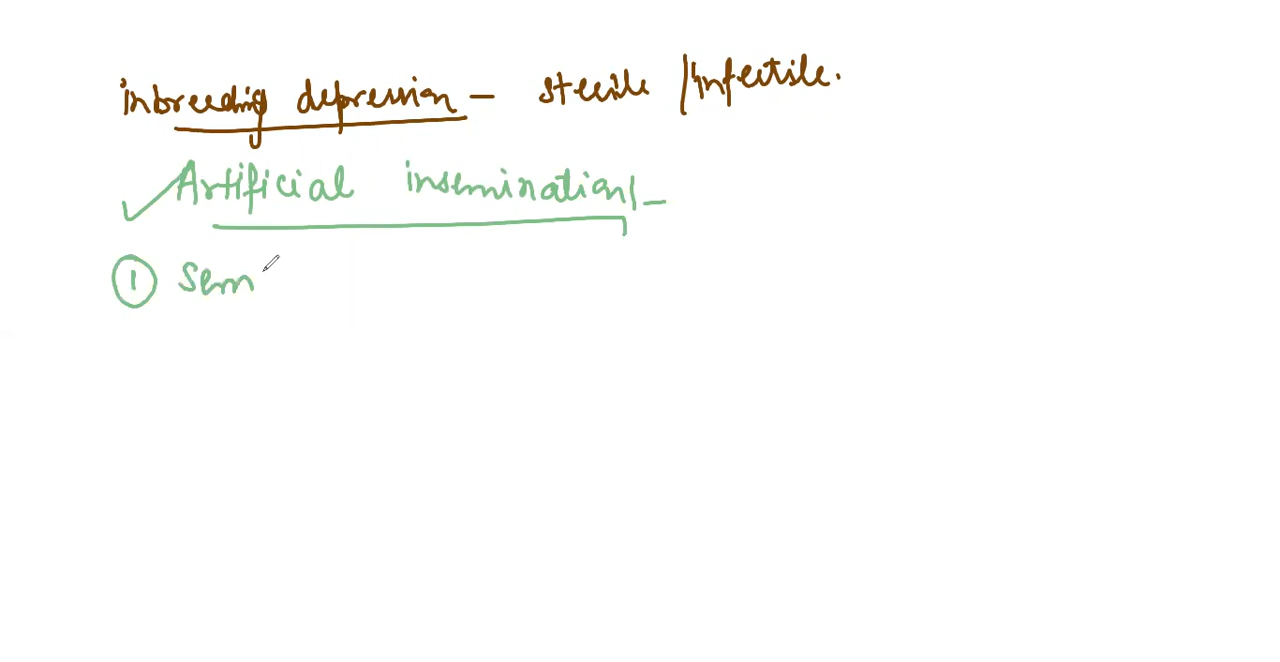 inbreeding depression - sterile /infertile.
✓ Artificial insemination/-
① Sem